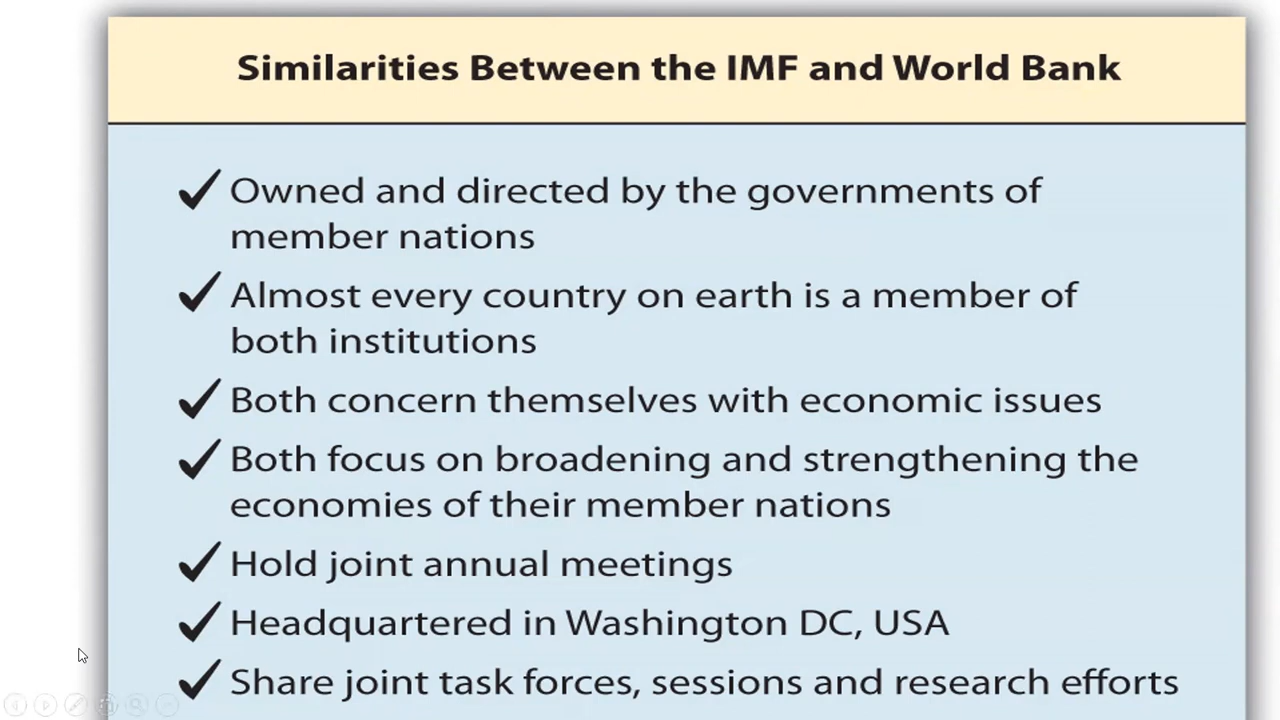 Similarities Between the IMF and World Bank
Owned and directed by the governments of
member nations
Almost every country on earth is a member of
both institutions
Both concern themselves with economic issues
Both focus on broadening and strengthening the
economies of their member nations
Hold joint annual meetings
Headquartered in Washington DC, USA
Share joint task forces, sessions and research efforts